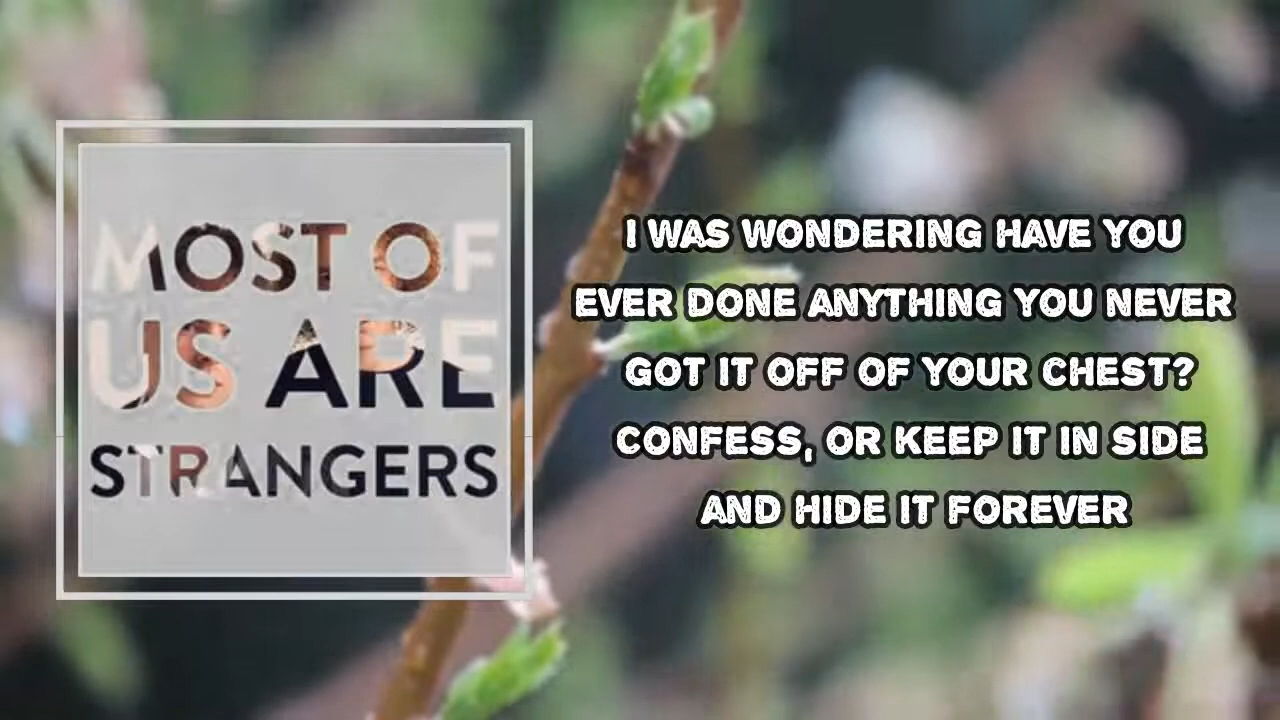 MOST OF
US ARE
STRANGERS
I WAS WONDERING HAVE YOU
EVER DONE ANYTHING YOU NEVER
GOT IT OFF OF YOUR CHEST?
CONFESS, OR KEEP IT IN SIDE
AND HIDE IT FOREVER